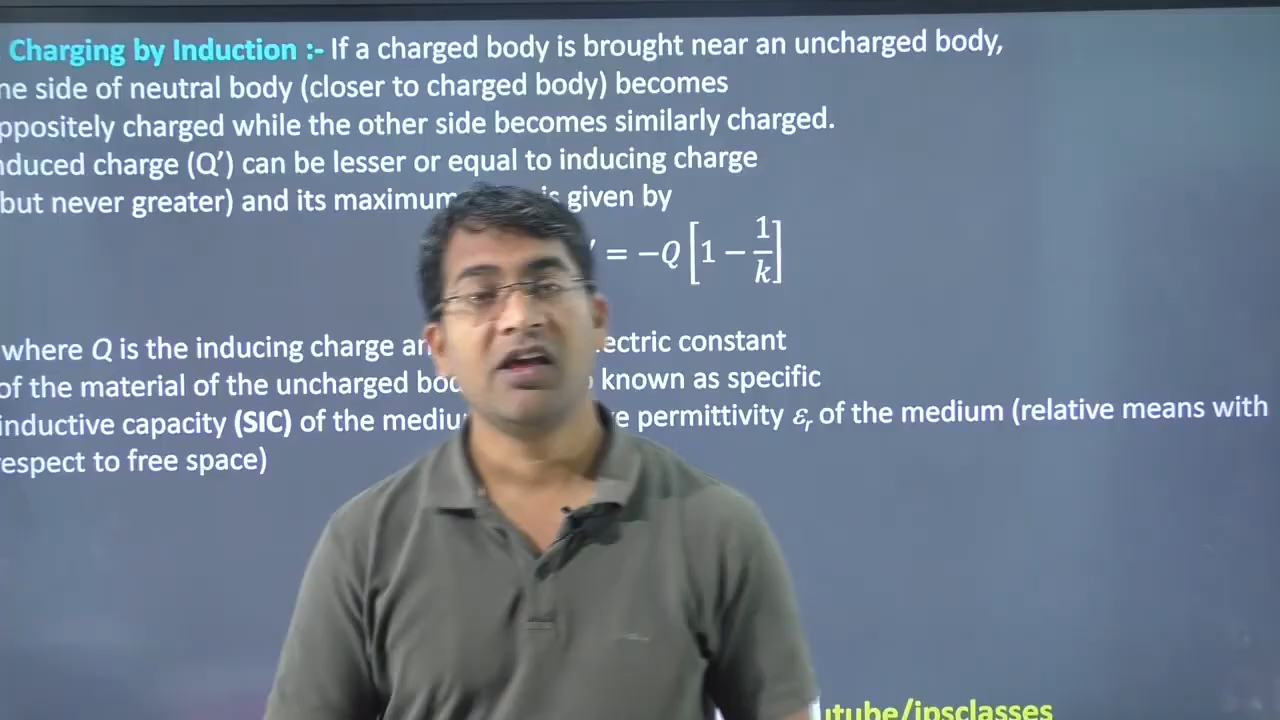 Charging by Induction :- If a charged body is brought near an uncharged body,
ne side of neutral body (closer to charged body) becomes
ppositely charged while the other side becomes similarly charged.
nduced charge (Q’) can be lesser or equal to inducing charge
(but never greater) and its maximum is given by
′ = −Q [1 − 1/k]
where Q is the inducing charge an ectric constant
of the material of the uncharged bod known as specific
inductive capacity (SIC) of the mediu e permittivity εr of the medium (relative means with
respect to free space)
utube/ipsclasses